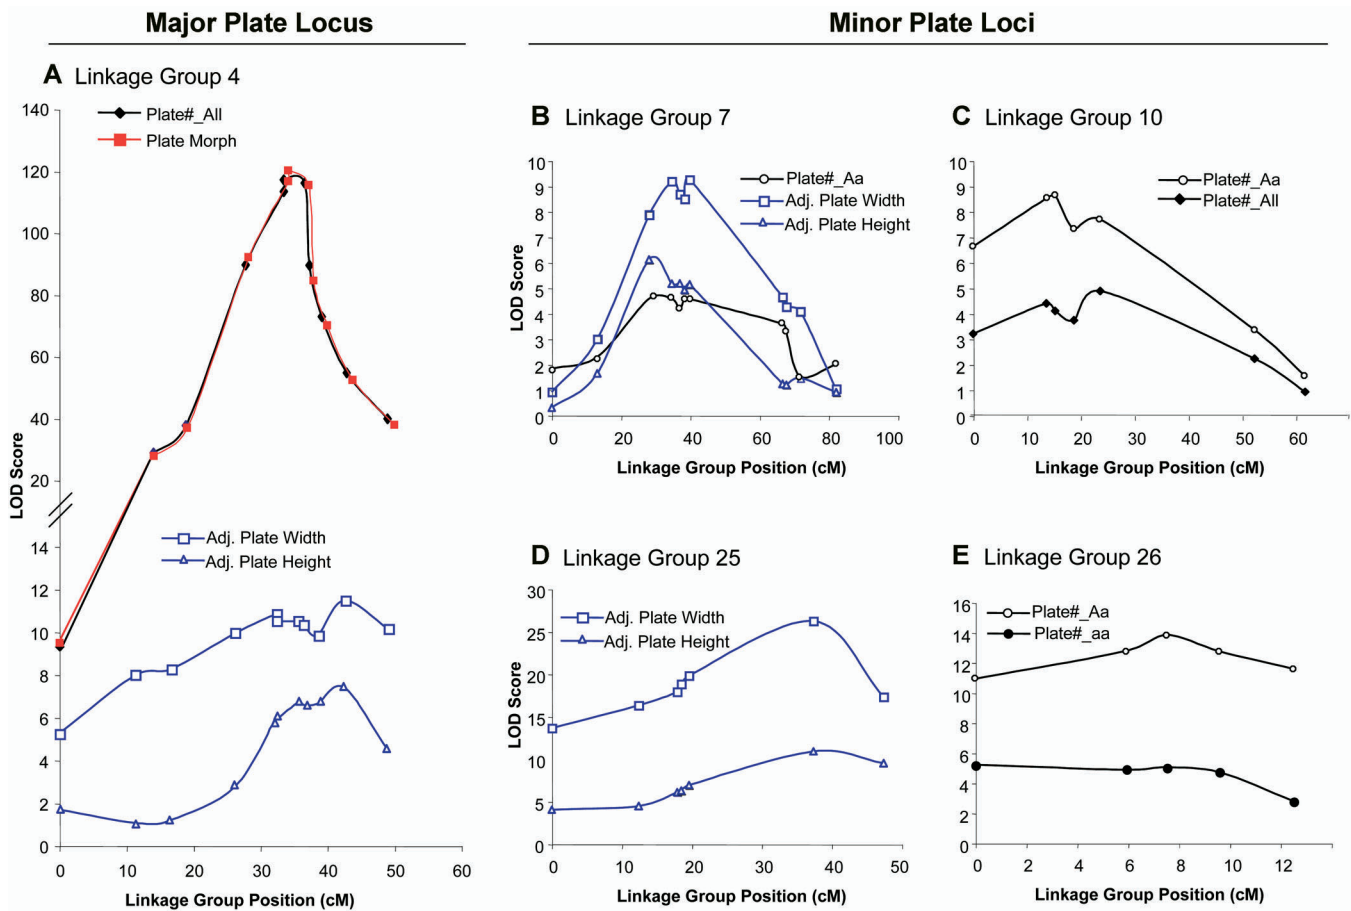 Major Plate Locus
Minor Plate Loci
A Linkage Group 4
Plate#_All
Plate Morph
140
120
100
80
60
40
20
14
12
10
8
6
4
2
0
LOD Score
Adj. Plate Width
Adj. Plate Height
0 10 20 30 40 50 60
Linkage Group Position (cM)
B Linkage Group 7
Plate#_Aa
Adj. Plate Width
Adj. Plate Height
10
9
8
7
6
5
4
3
2
1
0
LOD Score
0 20 40 60 80 100
Linkage Group Position (cM)
C Linkage Group 10
Plate#_Aa
Plate#_All
10
9
8
7
6
5
4
3
2
1
0
0 10 20 30 40 50 60
Linkage Group Position (cM)
D Linkage Group 25
Adj. Plate Width
Adj. Plate Height
30
25
20
15
10
5
0
LOD Score
0 10 20 30 40 50
Linkage Group Position (cM)
E Linkage Group 26
Plate#_Aa
Plate#_aa
16
14
12
10
8
6
4
2
0
0 2 4 6 8 10 12
Linkage Group Position (cM)